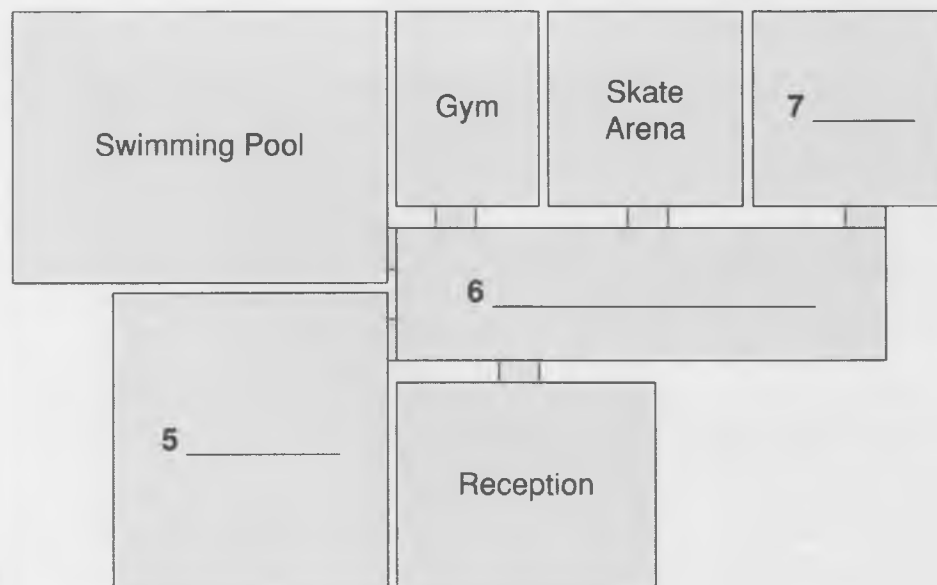 Swimming Pool
Gym
Skate
Arena
7
6
5
Reception